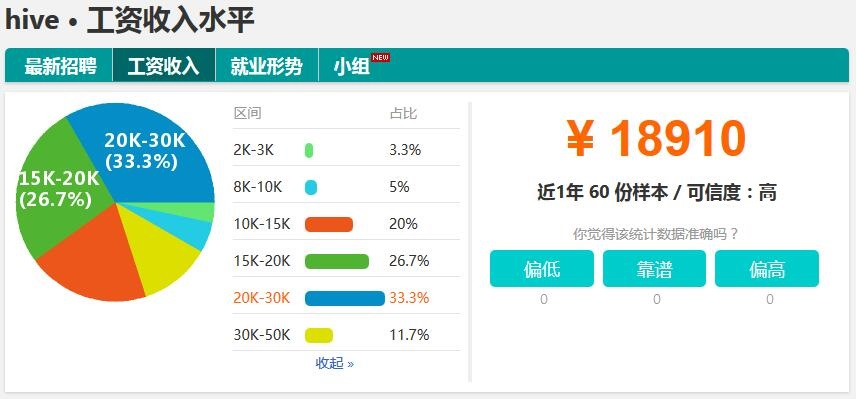 hive • 工资收入水平
最新招聘 工资收入 就业形势 小组 NEW
20K-30K
(33.3%)
15K-20K
(26.7%)
区间 占比
2K-3K 3.3%
8K-10K 5%
10K-15K 20%
15K-20K 26.7%
20K-30K 33.3%
30K-50K 11.7%
收起 »
¥ 18910
近1年 60 份样本 / 可信度：高
你觉得该统计数据准确吗？
偏低 靠谱 偏高
0 0 0